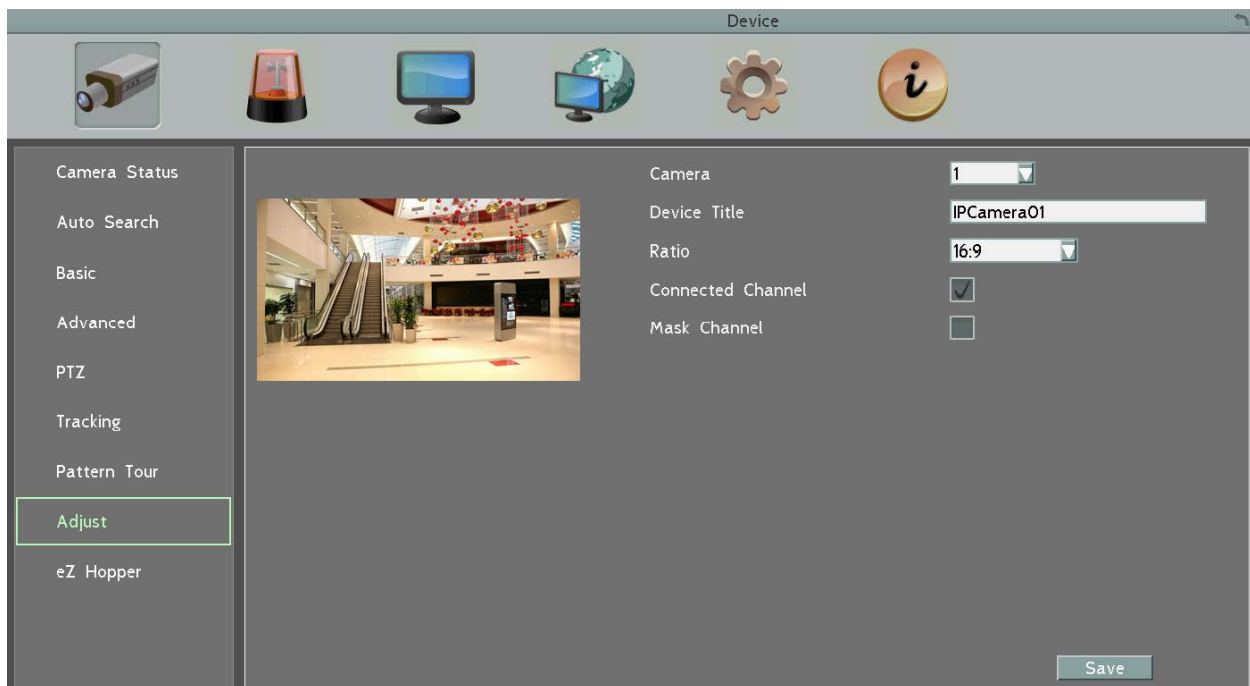 Device
Camera Status
Auto Search
Basic
Advanced
PTZ
Tracking
Pattern Tour
Adjust
eZ Hopper
Camera 1
Device Title IPCamera01
Ratio 16:9
Connected Channel
Mask Channel
Save